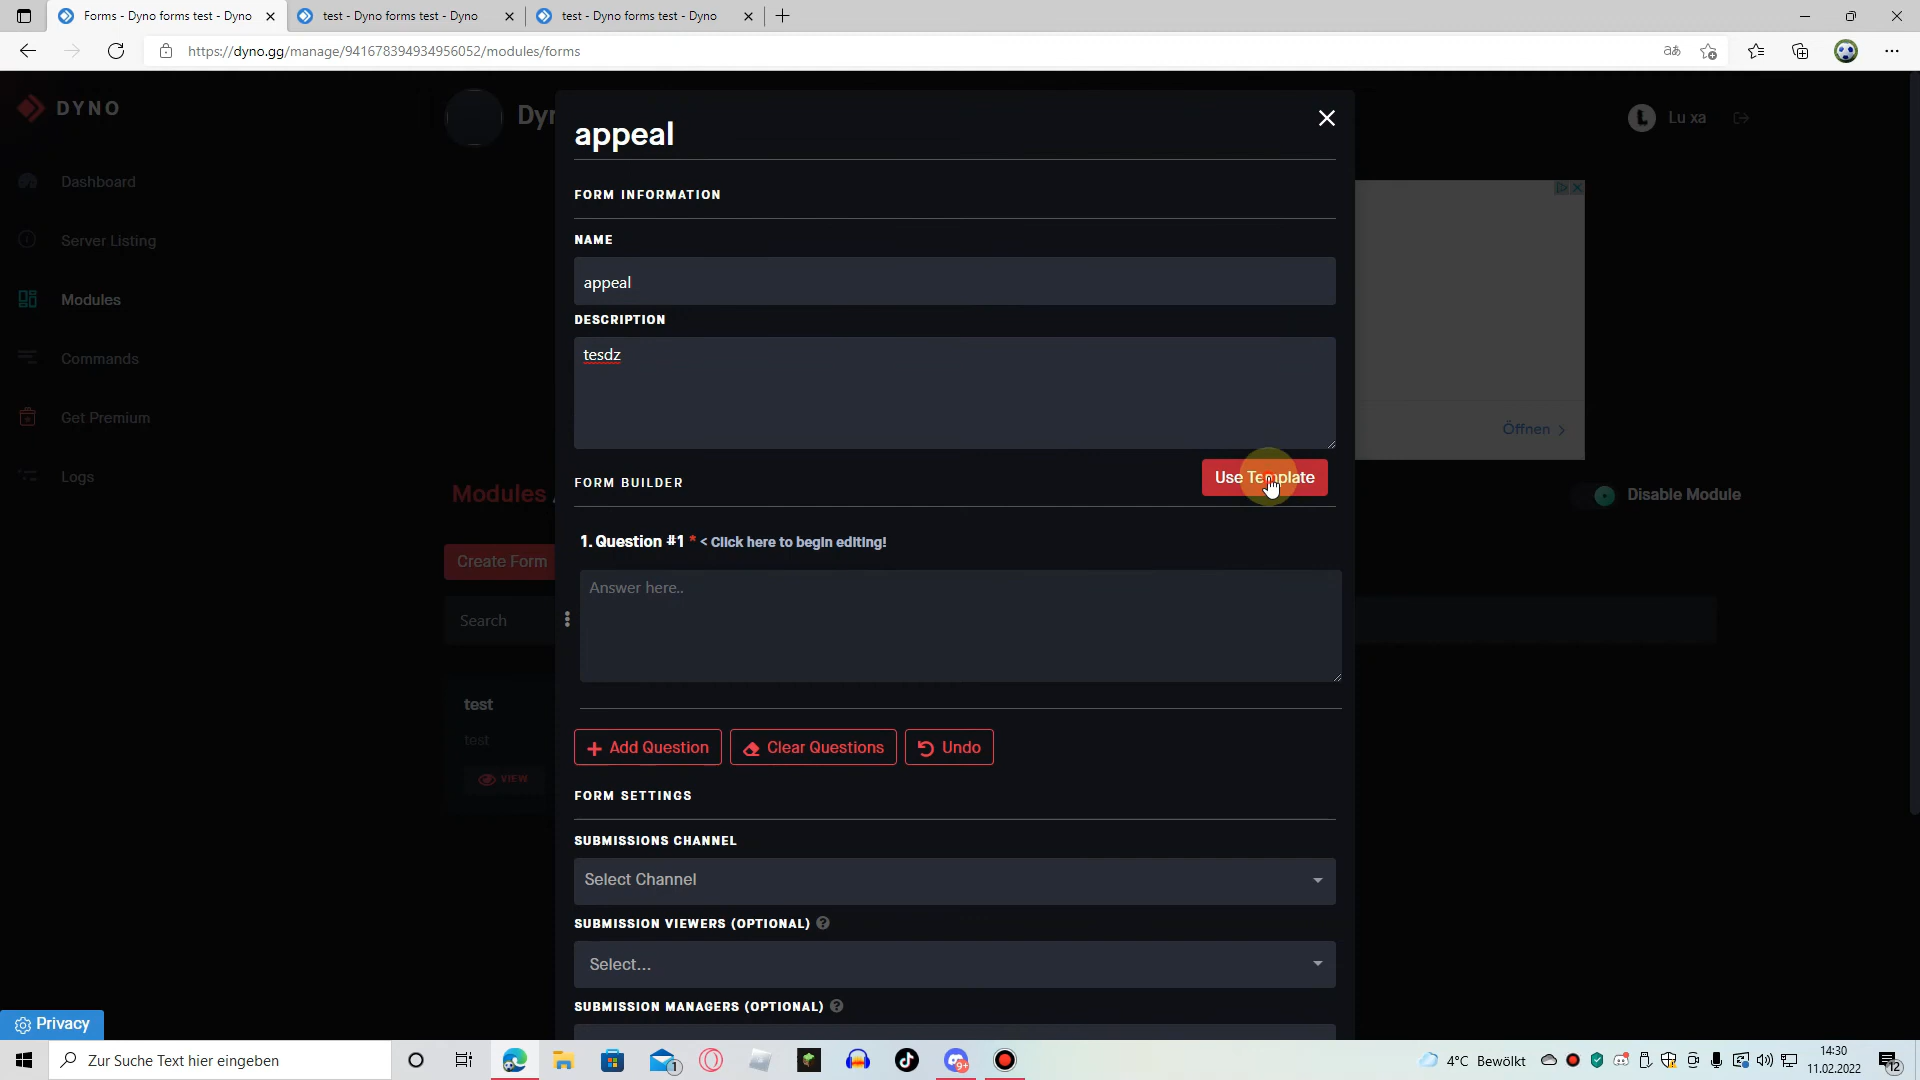 Forms - Dyno forms test - Dyno
test - Dyno forms test - Dyno
test - Dyno forms test - Dyno
https://dyno.gg/manage/941678394934956052/modules/forms
DYNO
Dyn
appeal
Lu xa
Dashboard
Server Listing
Modules
Commands
Get Premium
Logs
FORM INFORMATION
NAME
appeal
DESCRIPTION
tesdz
Öffnen
FORM BUILDER
Use Template
Modules /
Disable Module
1. Question #1 * < Click here to begin editing!
Create Form
Answer here..
Search
test
test
VIEW
Add Question
Clear Questions
Undo
FORM SETTINGS
SUBMISSIONS CHANNEL
Select Channel
SUBMISSION VIEWERS (OPTIONAL)
Select...
SUBMISSION MANAGERS (OPTIONAL)
Privacy
Zur Suche Text hier eingeben
1
9+
4°C Bewölkt
14:30
11.02.2022
12